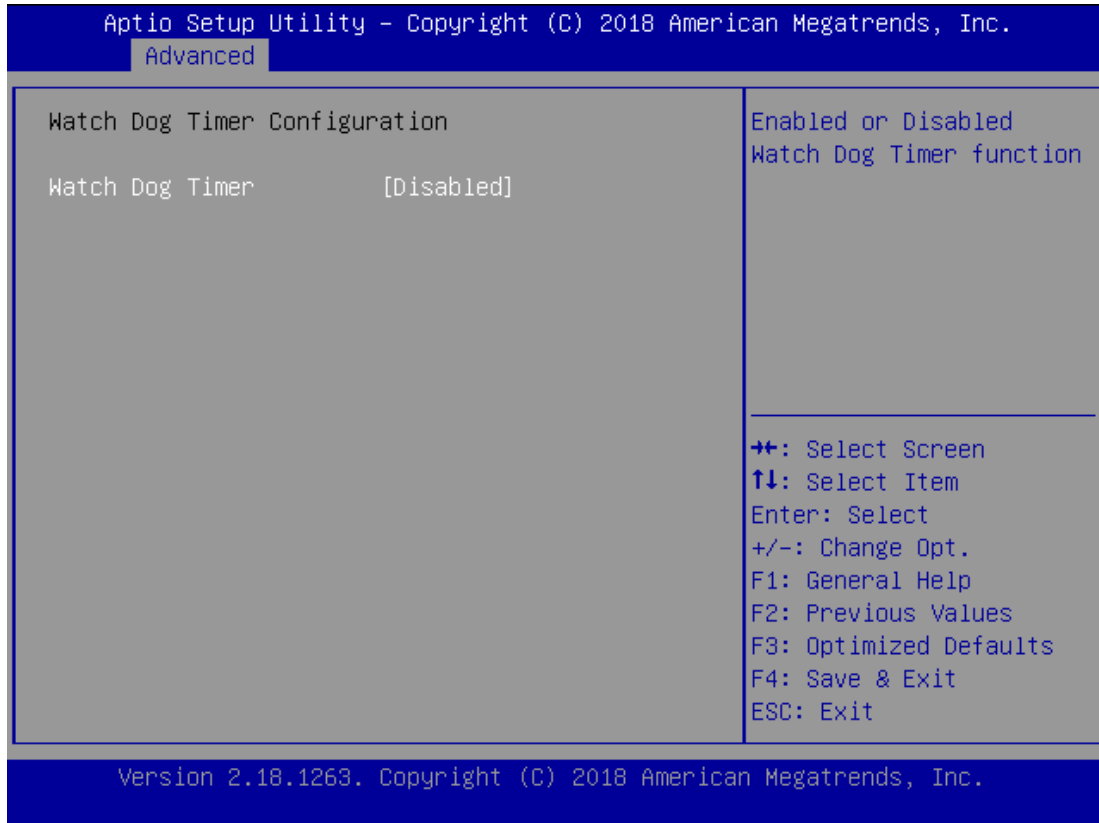 Aptio Setup Utility – Copyright (C) 2018 American Megatrends, Inc.
Advanced
Watch Dog Timer Configuration
Watch Dog Timer [Disabled]
Enabled or Disabled
Watch Dog Timer function
→←: Select Screen
↑↓: Select Item
Enter: Select
+/-: Change Opt.
F1: General Help
F2: Previous Values
F3: Optimized Defaults
F4: Save & Exit
ESC: Exit
Version 2.18.1263. Copyright (C) 2018 American Megatrends, Inc.